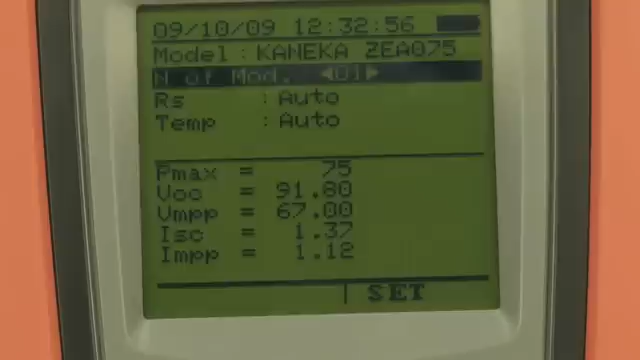 09/10/09 12:32:56
Model : KANEKA ZEA075
N of Mod. ◀01▶
Rs : Auto
Temp : Auto
Pmax = 75
Voc = 91.80
Vmpp = 67.00
Isc = 1.37
Impp = 1.12
SET